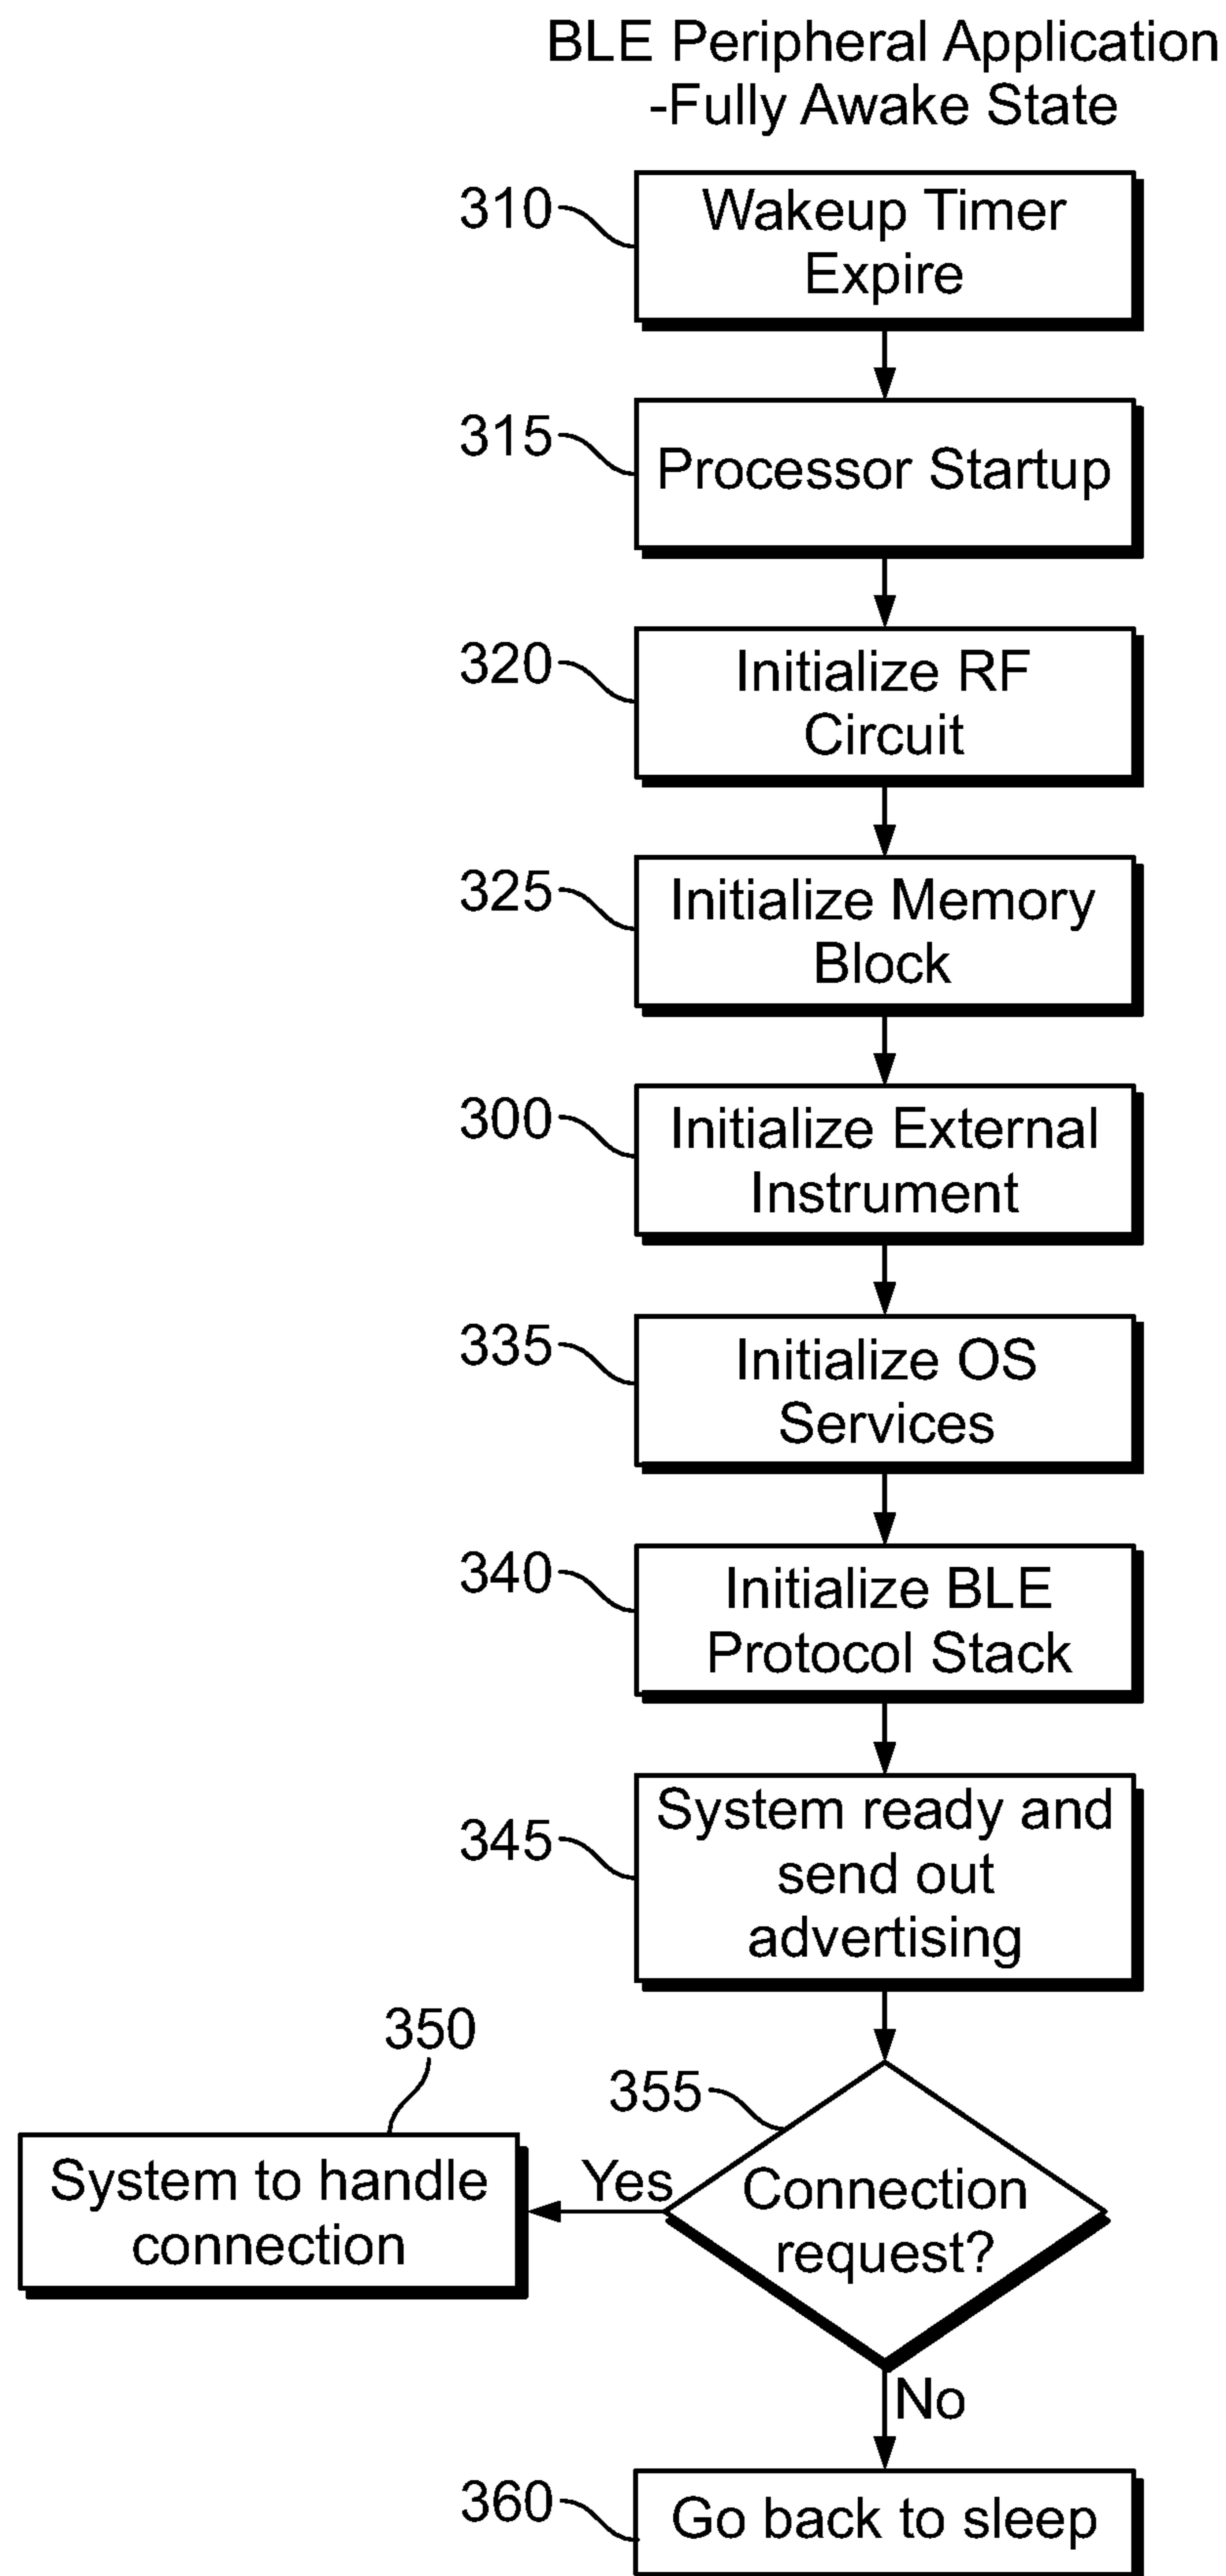 BLE Peripheral Application
-Fully Awake State
310
Wakeup Timer
Expire
315
Processor Startup
320
Initialize RF
Circuit
325
Initialize Memory
Block
300
Initialize External
Instrument
335
Initialize OS
Services
340
Initialize BLE
Protocol Stack
345
System ready and
send out
advertising
350
355
System to handle
connection
Yes
Connection
request?
No
360
Go back to sleep